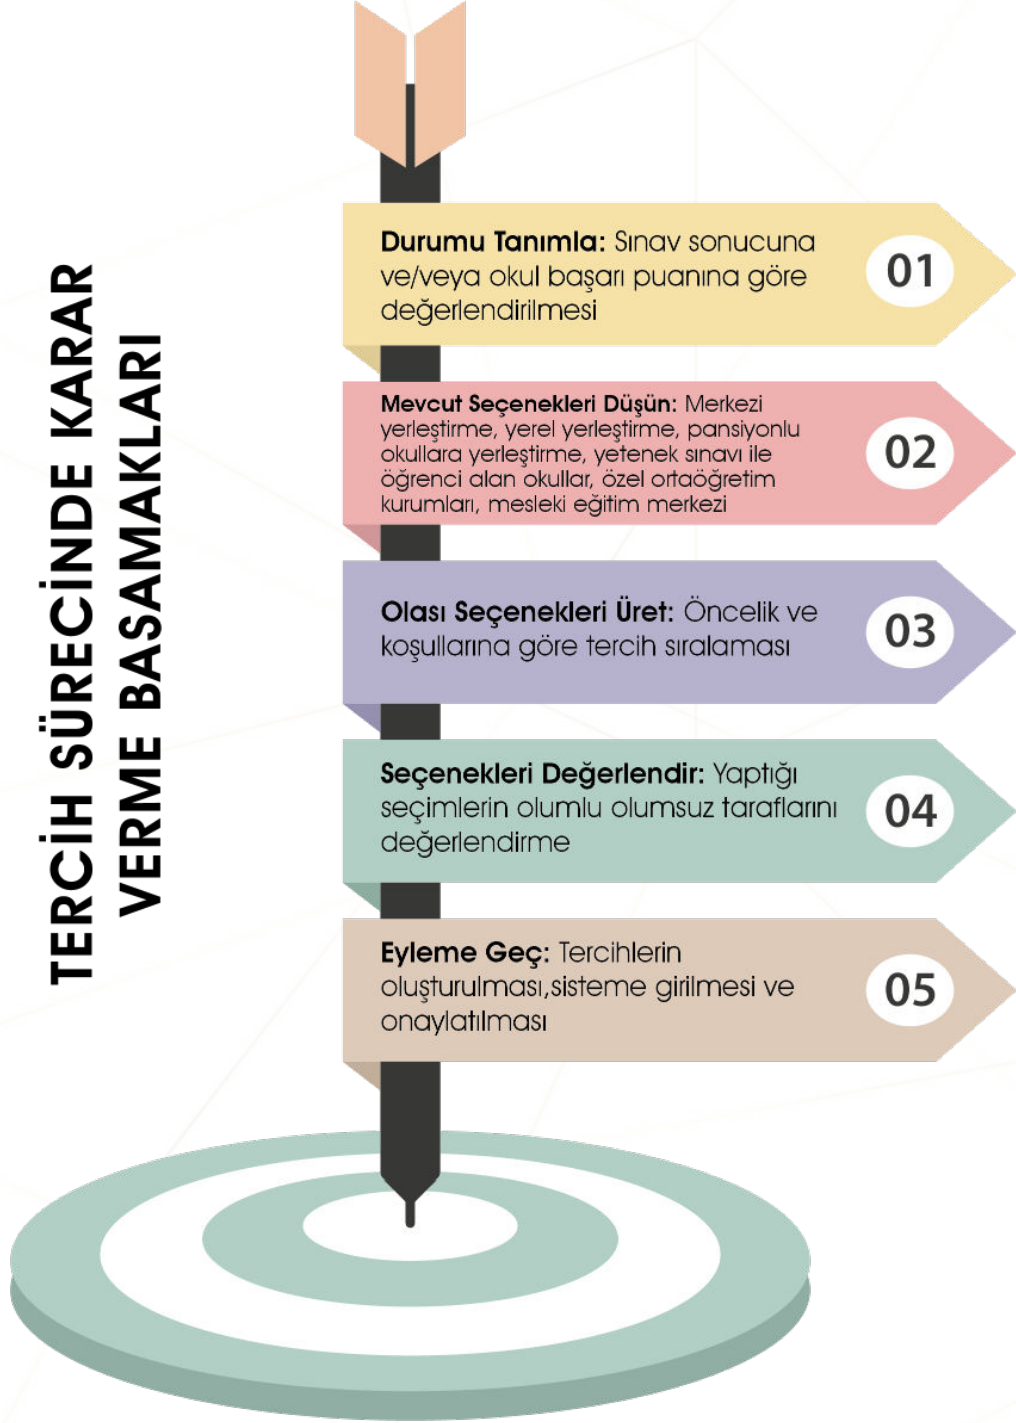 TERCİH SÜRECİNDE KARAR
VERME BASAMAKLARI
Durumu Tanımla: Sınav sonucuna
ve/veya okul başarı puanına göre
değerlendirilmesi
01
Mevcut Seçenekleri Düşün: Merkezi
yerleştirme, yerel yerleştirme, pansiyonlu
okullara yerleştirme, yetenek sınavı ile
öğrenci alan okullar, özel ortaöğretim
kurumları, mesleki eğitim merkezi
02
Olası Seçenekleri Üret: Öncelik ve
koşullarına göre tercih sıralaması
03
Seçenekleri Değerlendir: Yaptığı
seçimlerin olumlu olumsuz taraflarını
değerlendirme
04
Eyleme Geç: Tercihlerin
oluşturulması,sisteme girilmesi ve
onaylatılması
05